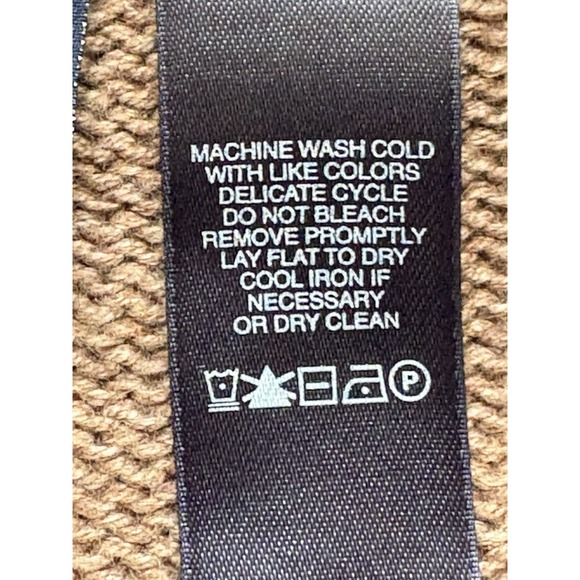 MACHINE WASH COLD
WITH LIKE COLORS
DELICATE CYCLE
DO NOT BLEACH
REMOVE PROMPTLY
LAY FLAT TO DRY
COOL IRON IF
NECESSARY
OR DRY CLEAN
P